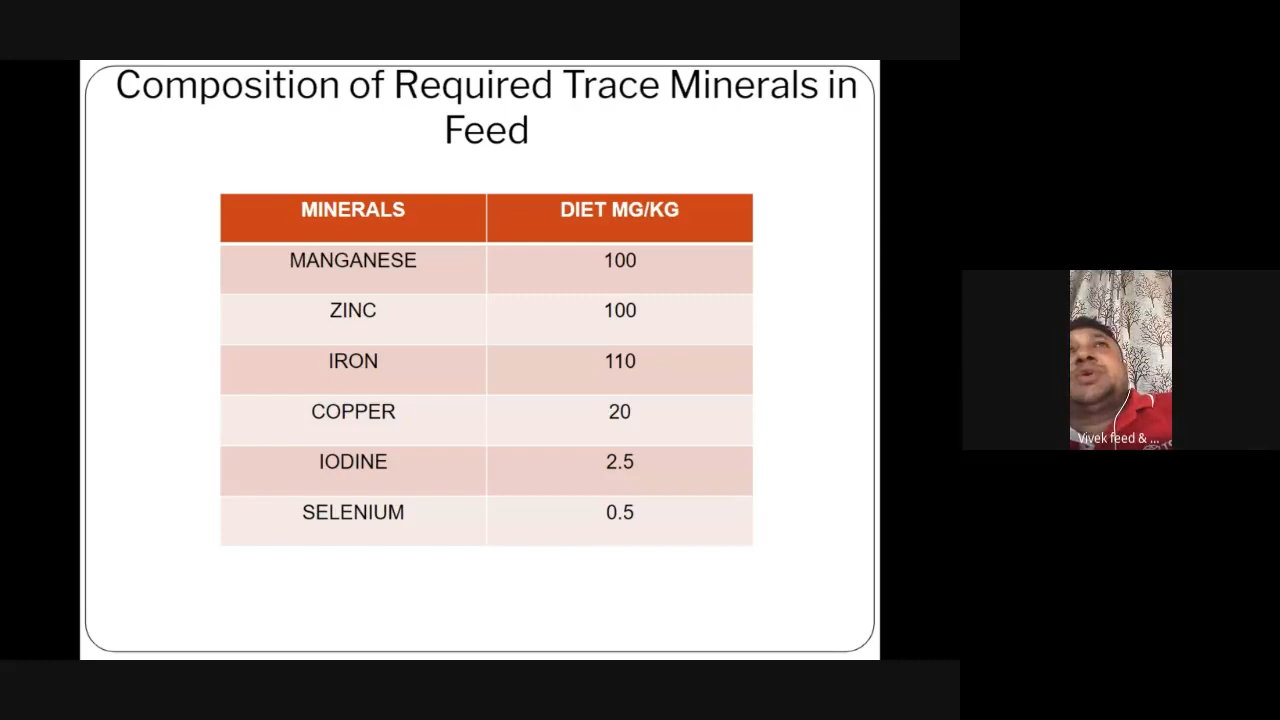 Composition of Required Trace Minerals in
Feed
MINERALS DIET MG/KG
MANGANESE 100
ZINC 100
IRON 110
COPPER 20
IODINE 2.5
SELENIUM 0.5
Vivek feed & ...